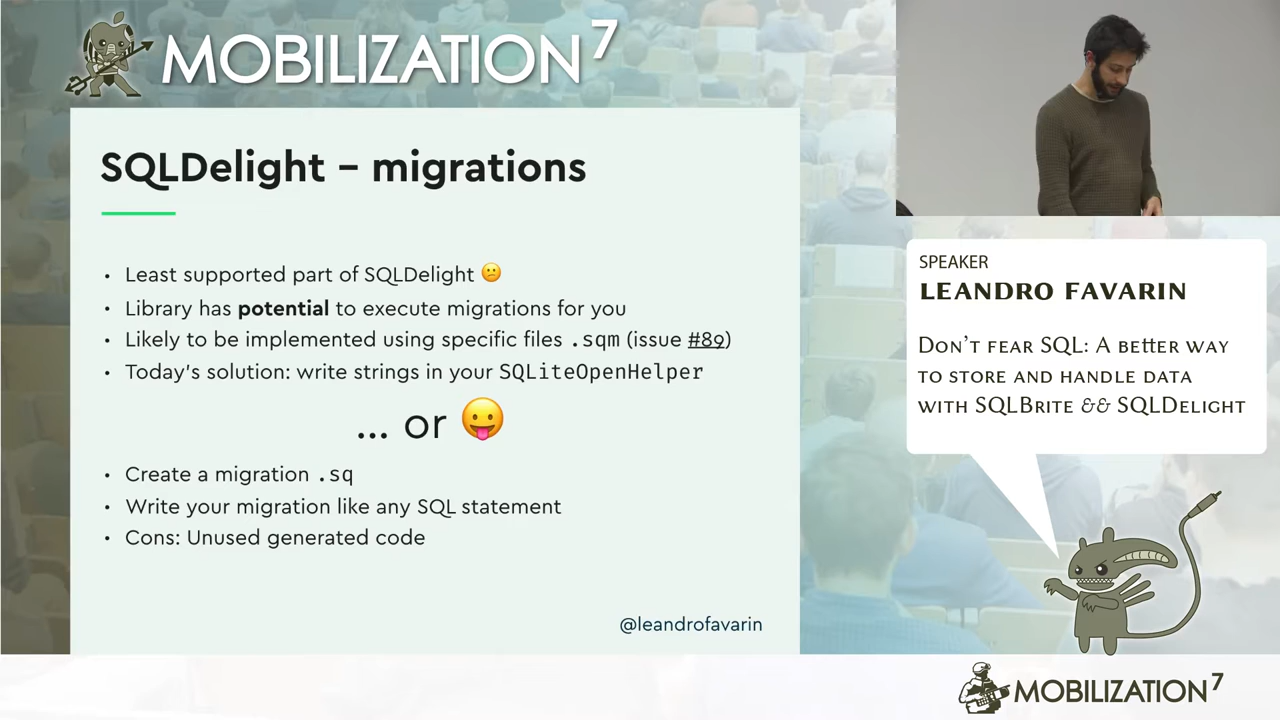 MOBILIZATION 7
SQLDelight – migrations
• Least supported part of SQLDelight 😕
• Library has potential to execute migrations for you
• Likely to be implemented using specific files .sqm (issue #89)
• Today's solution: write strings in your SQLiteOpenHelper
... or 😛
• Create a migration .sq
• Write your migration like any SQL statement
• Cons: Unused generated code
@leandrofavarin
SPEAKER
LEANDRO FAVARIN
Don't fear SQL: A better way
to store and handle data
with SQLBrite && SQLDelight
MOBILIZATION 7